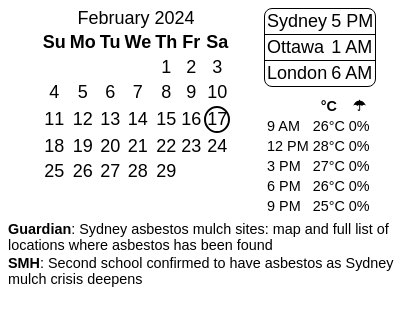 February 2024
Su Mo Tu We Th Fr Sa
1 2 3
4 5 6 7 8 9 10
11 12 13 14 15 16 17
18 19 20 21 22 23 24
25 26 27 28 29
Sydney 5 PM
Ottawa 1 AM
London 6 AM
°C ☂
9 AM 26°C 0%
12 PM 28°C 0%
3 PM 27°C 0%
6 PM 26°C 0%
9 PM 25°C 0%
Guardian: Sydney asbestos mulch sites: map and full list of
locations where asbestos has been found
SMH: Second school confirmed to have asbestos as Sydney
mulch crisis deepens